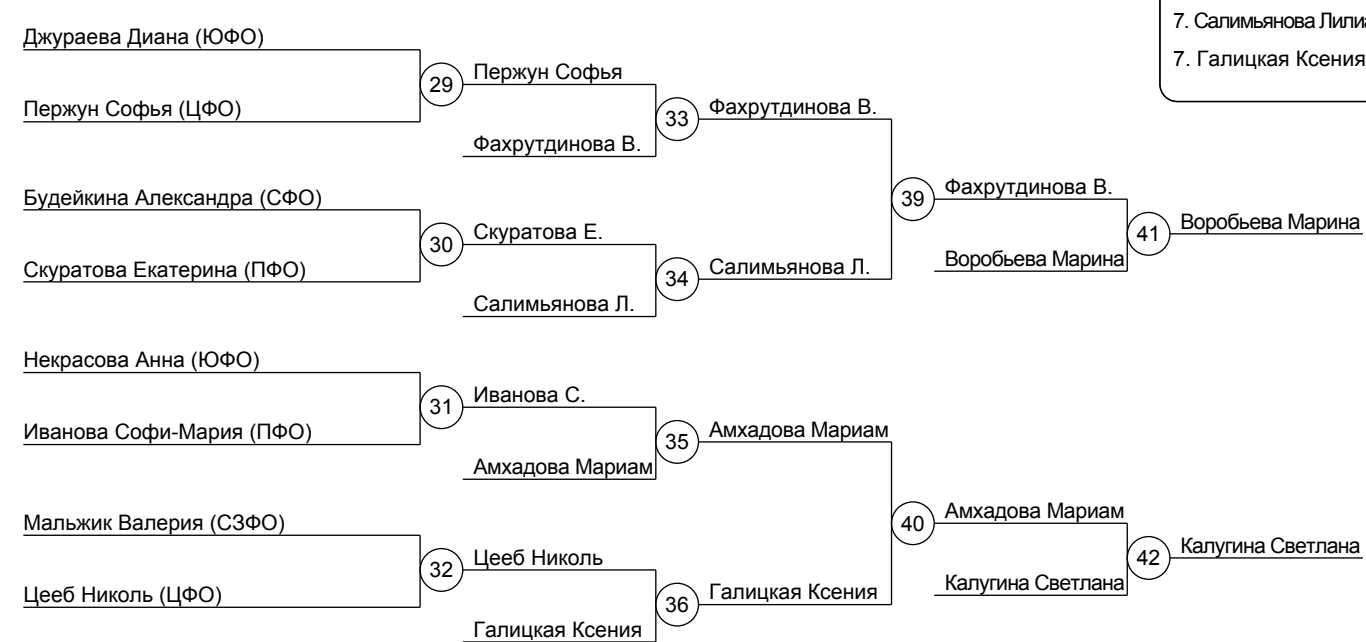 7. Салимьянова Лили
7. Галицкая Ксения
Джураева Диана (ЮФО)
29
Пержун Софья
Пержун Софья (ЦФО)
33
Фахрутдинова В.
Фахрутдинова В.
Будейкина Александра (СФО)
39
Фахрутдинова В.
30
Скуратова Е.
41
Воробьева Марина
Скуратова Екатерина (ПФО)
34
Салимьянова Л.
Воробьева Марина
Салимьянова Л.
Некрасова Анна (ЮФО)
31
Иванова С.
Иванова Софи-Мария (ПФО)
35
Амхадова Мариам
Амхадова Мариам
Мальжик Валерия (СЗФО)
40
Амхадова Мариам
32
Цееб Николь
42
Калугина Светлана
Цееб Николь (ЦФО)
36
Галицкая Ксения
Калугина Светлана
Галицкая Ксения